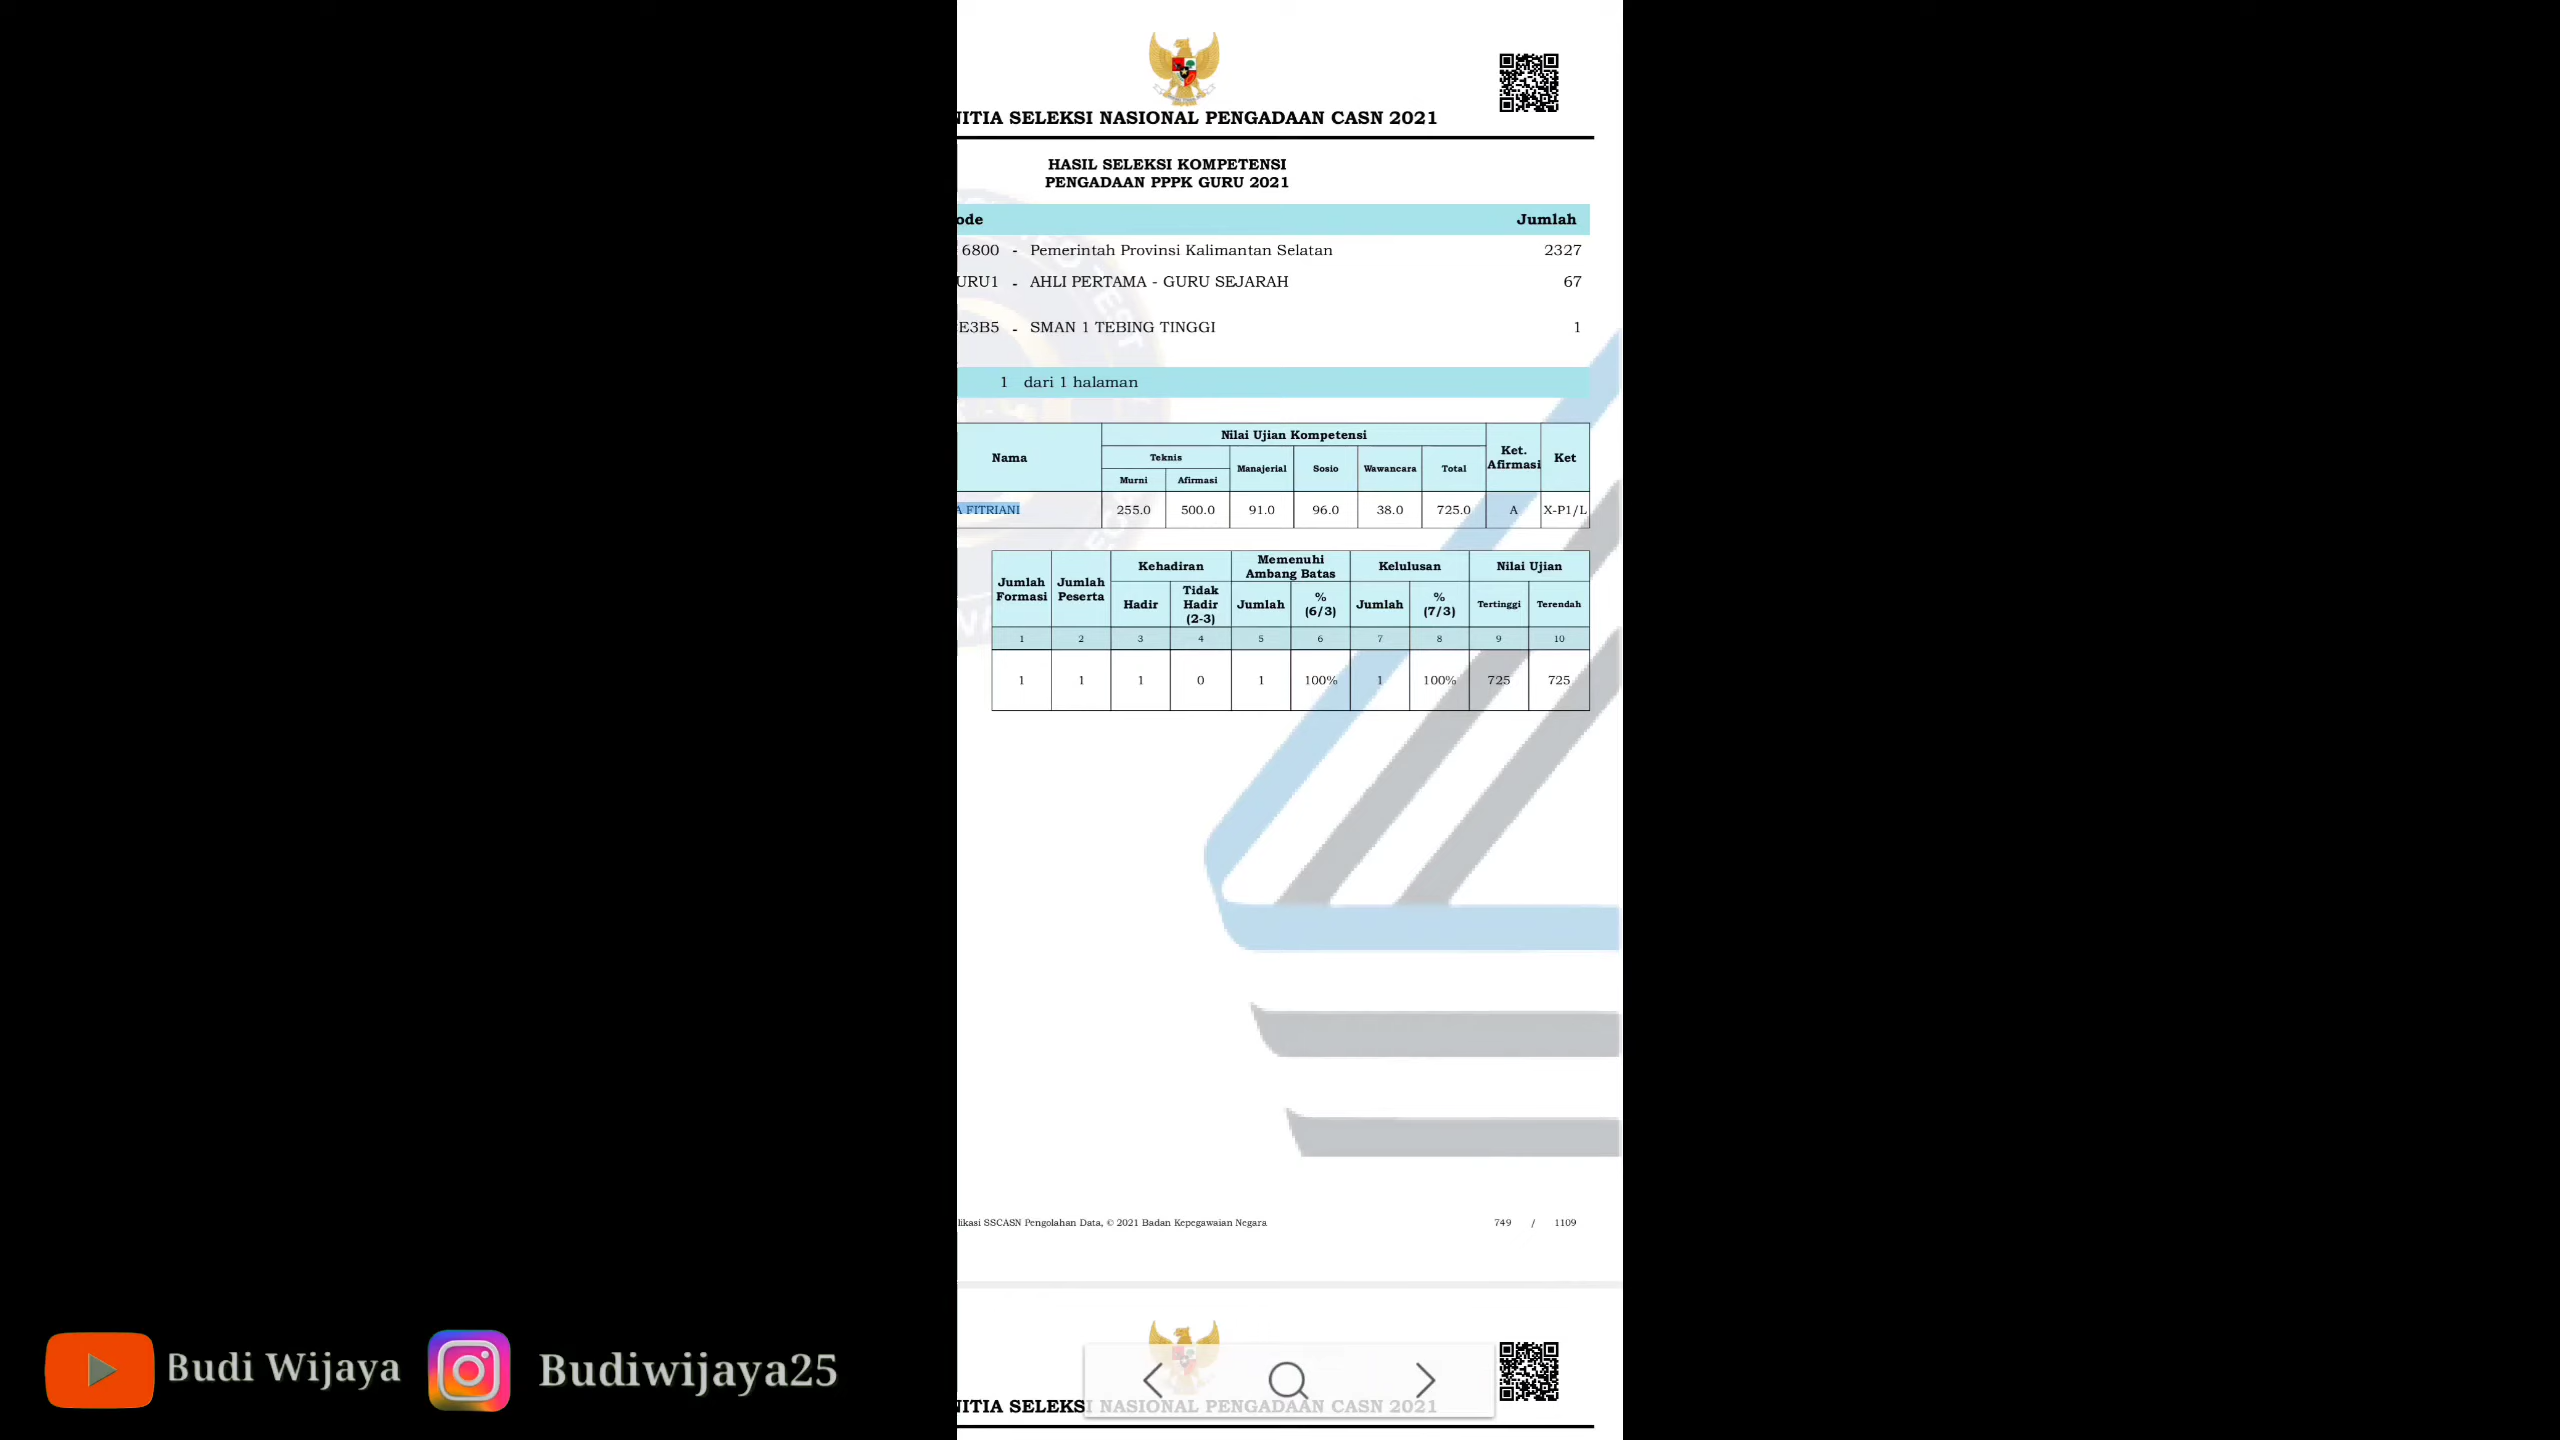 NITIA SELEKSI NASIONAL PENGADAAN CASN 2021
HASIL SELEKSI KOMPETENSI
PENGADAAN PPPK GURU 2021
ode Jumlah
6800 - Pemerintah Provinsi Kalimantan Selatan 2327
URU1 - AHLI PERTAMA - GURU SEJARAH 67
E3B5 - SMAN 1 TEBING TINGGI 1
1 dari 1 halaman
Nama Nilai Ujian Kompetensi Ket. Afirmasi Ket
Teknis Manajerial Sosio Wawancara Total
Murni Afirmasi
A FITRIANI 255.0 500.0 91.0 96.0 38.0 725.0 A X-P1/L
Jumlah Formasi Jumlah Peserta Kehadiran Memenuhi Ambang Batas Kelulusan Nilai Ujian
Hadir Tidak Hadir (2-3) Jumlah % (6/3) Jumlah % (7/3) Tertinggi Terendah
1 2 3 4 5 6 7 8 9 10
1 1 1 0 1 100% 1 100% 725 725
likasi SSCASN Pengolahan Data, © 2021 Badan Kepegawaian Negara 749 / 1109
NITIA SELEKSI NASIONAL PENGADAAN CASN 2021
Budi Wijaya Budiwijaya25